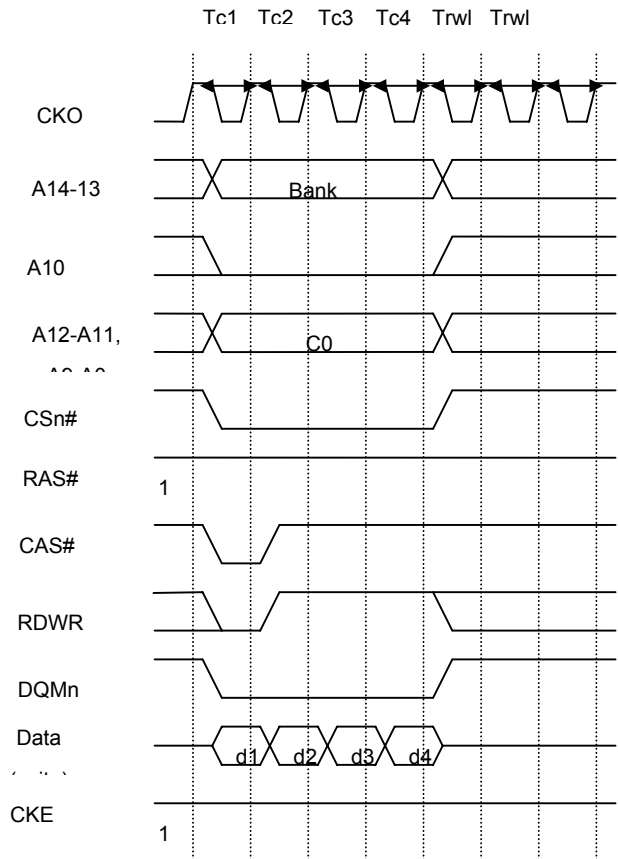 Tc1 Tc2 Tc3 Tc4 Trwl Trwl
CKO
A14-13
Bank
A10
A12-A11,
C0
CSn#
RAS#
1
CAS#
RDWR
DQMn
Data
d1 d2 d3 d4
CKE
1